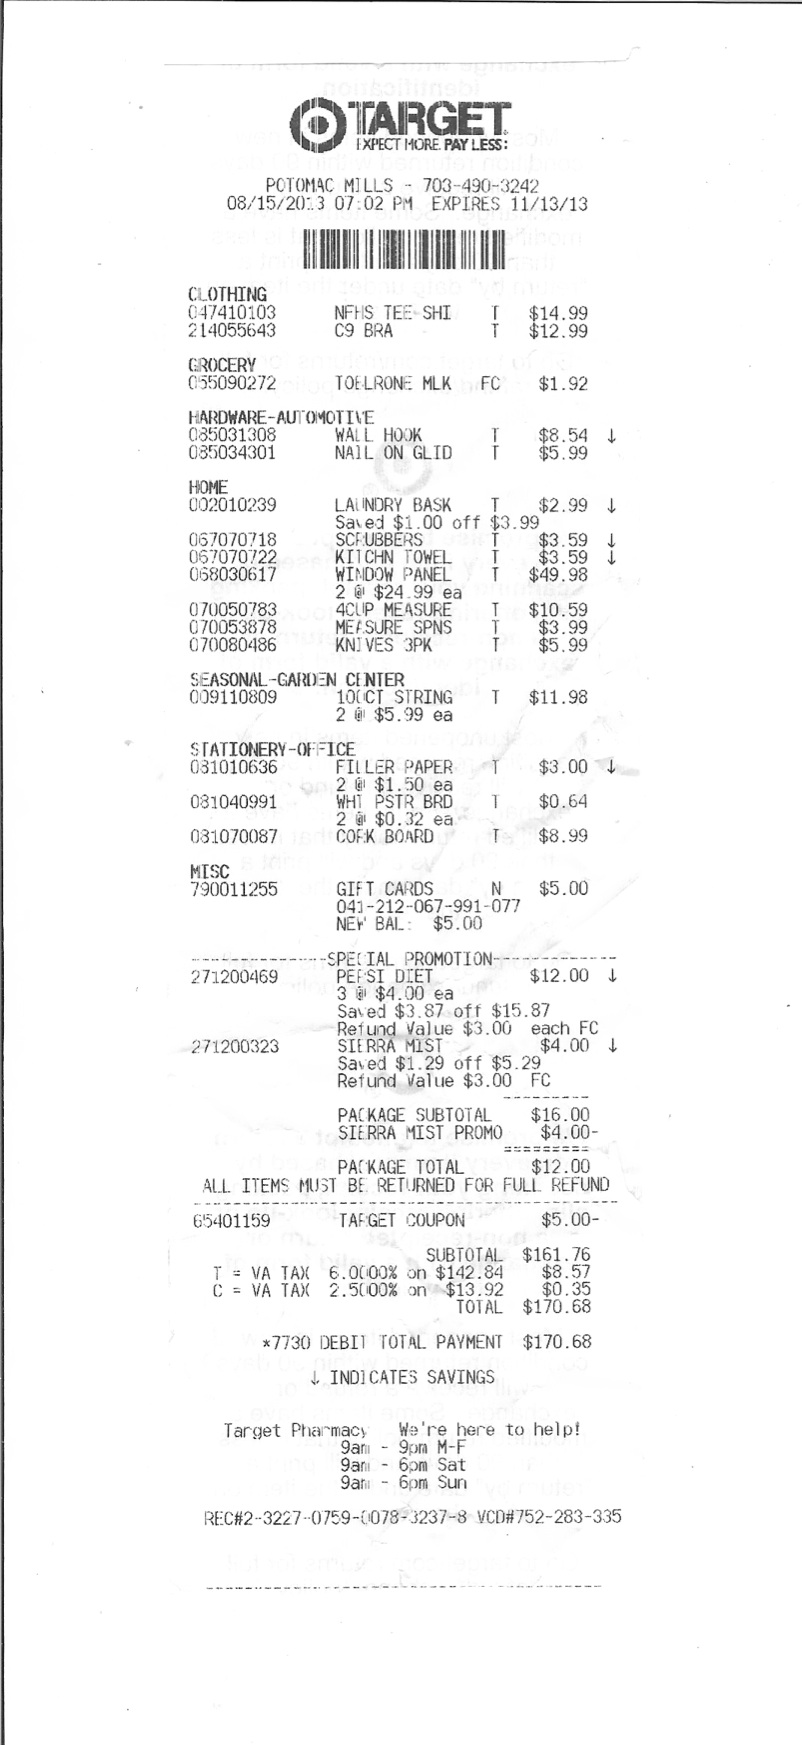 TARGET
EXPECT MORE. PAY LESS.
POTOMAC MILLS - 703-490-3242
08/15/2013 07:02 PM EXPIRES 11/13/13
CLOTHING
047410103 NFHS TEE-SHI T $14.99
214055643 C9 BRA T $12.99
GROCERY
055090272 TOBLRONE MLK FC $1.92
HARDWARE-AUTOMOTIVE
085031308 WALL HOOK T $8.54 ↓
085034301 NAIL ON GLID T $5.99
HOME
002010239 LAUNDRY BASK T $2.99 ↓
Saved $1.00 off $3.99
067070718 SCRUBBERS T $3.59 ↓
067070722 KITCHN TOWEL T $3.59 ↓
068030617 WINDOW PANEL T $49.98
2 @ $24.99 ea
070050783 4CUP MEASURE T $10.59
070053878 MEASURE SPNS T $3.99
070080486 KNIVES 3PK T $5.99
SEASONAL-GARDEN CENTER
009110809 100CT STRING T $11.98
2 @ $5.99 ea
STATIONERY-OFFICE
081010636 FILLER PAPER T $3.00 ↓
2 @ $1.50 ea
081040991 WHT PSTR BRD T $0.64
2 @ $0.32 ea
081070087 CORK BOARD T $8.99
MISC
790011255 GIFT CARDS N $5.00
041-212-067-991-077
NEW BAL: $5.00
--------------SPECIAL PROMOTION-------------
271200469 PEPSI DIET $12.00 ↓
3 @ $4.00 ea
Saved $3.87 off $15.87
Refund Value $3.00 each FC
271200323 SIERRA MIST $4.00 ↓
Saved $1.29 off $5.29
Refund Value $3.00 FC
PACKAGE SUBTOTAL $16.00
SIERRA MIST PROMO $4.00-
PACKAGE TOTAL $12.00
ALL ITEMS MUST BE RETURNED FOR FULL REFUND
65401159 TARGET COUPON $5.00-
SUBTOTAL $161.76
T = VA TAX 6.0000% on $142.84 $8.57
C = VA TAX 2.5000% on $13.92 $0.35
TOTAL $170.68
*7730 DEBIT TOTAL PAYMENT $170.68
↓ INDICATES SAVINGS
Target Pharmacy We're here to help!
9am - 9pm M-F
9am - 6pm Sat
9am - 6pm Sun
REC#2-3227-0759-0078-3237-8 VCD#752-283-335